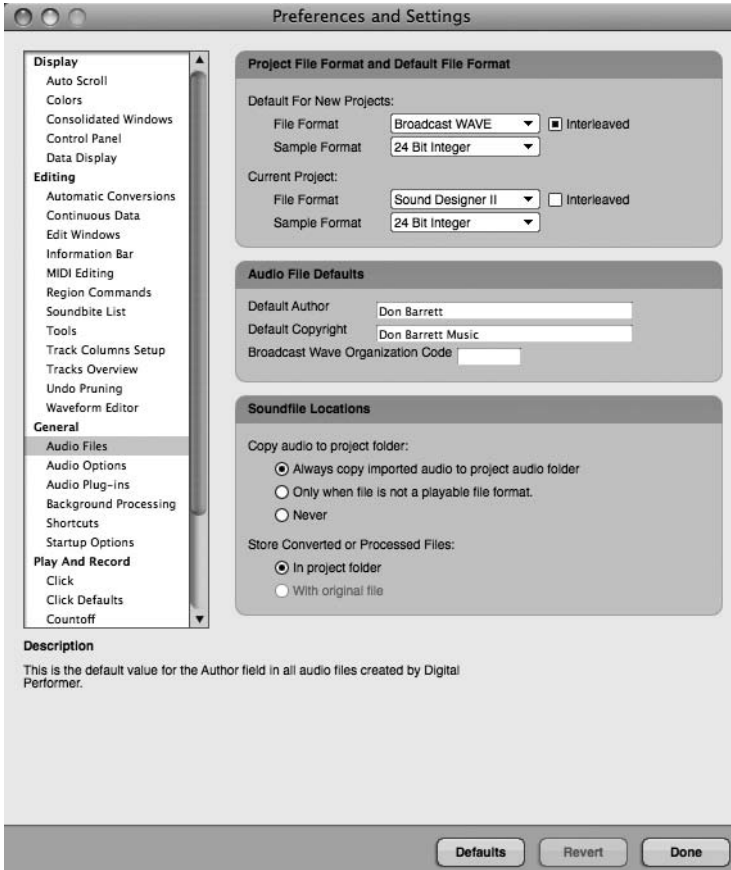 Preferences and Settings
Display
Auto Scroll
Colors
Consolidated Windows
Control Panel
Data Display
Editing
Automatic Conversions
Continuous Data
Edit Windows
Information Bar
MIDI Editing
Region Commands
Soundbite List
Tools
Track Columns Setup
Tracks Overview
Undo Pruning
Waveform Editor
General
Audio Files
Audio Options
Audio Plug-ins
Background Processing
Shortcuts
Startup Options
Play And Record
Click
Click Defaults
Countoff
Project File Format and Default File Format
Default For New Projects:
File Format Broadcast WAVE Interleaved
Sample Format 24 Bit Integer
Current Project:
File Format Sound Designer II Interleaved
Sample Format 24 Bit Integer
Audio File Defaults
Default Author Don Barrett
Default Copyright Don Barrett Music
Broadcast Wave Organization Code
Soundfile Locations
Copy audio to project folder:
Always copy imported audio to project audio folder
Only when file is not a playable file format.
Never
Store Converted or Processed Files:
In project folder
With original file
Description
This is the default value for the Author field in all audio files created by Digital
Performer.
Defaults Revert Done